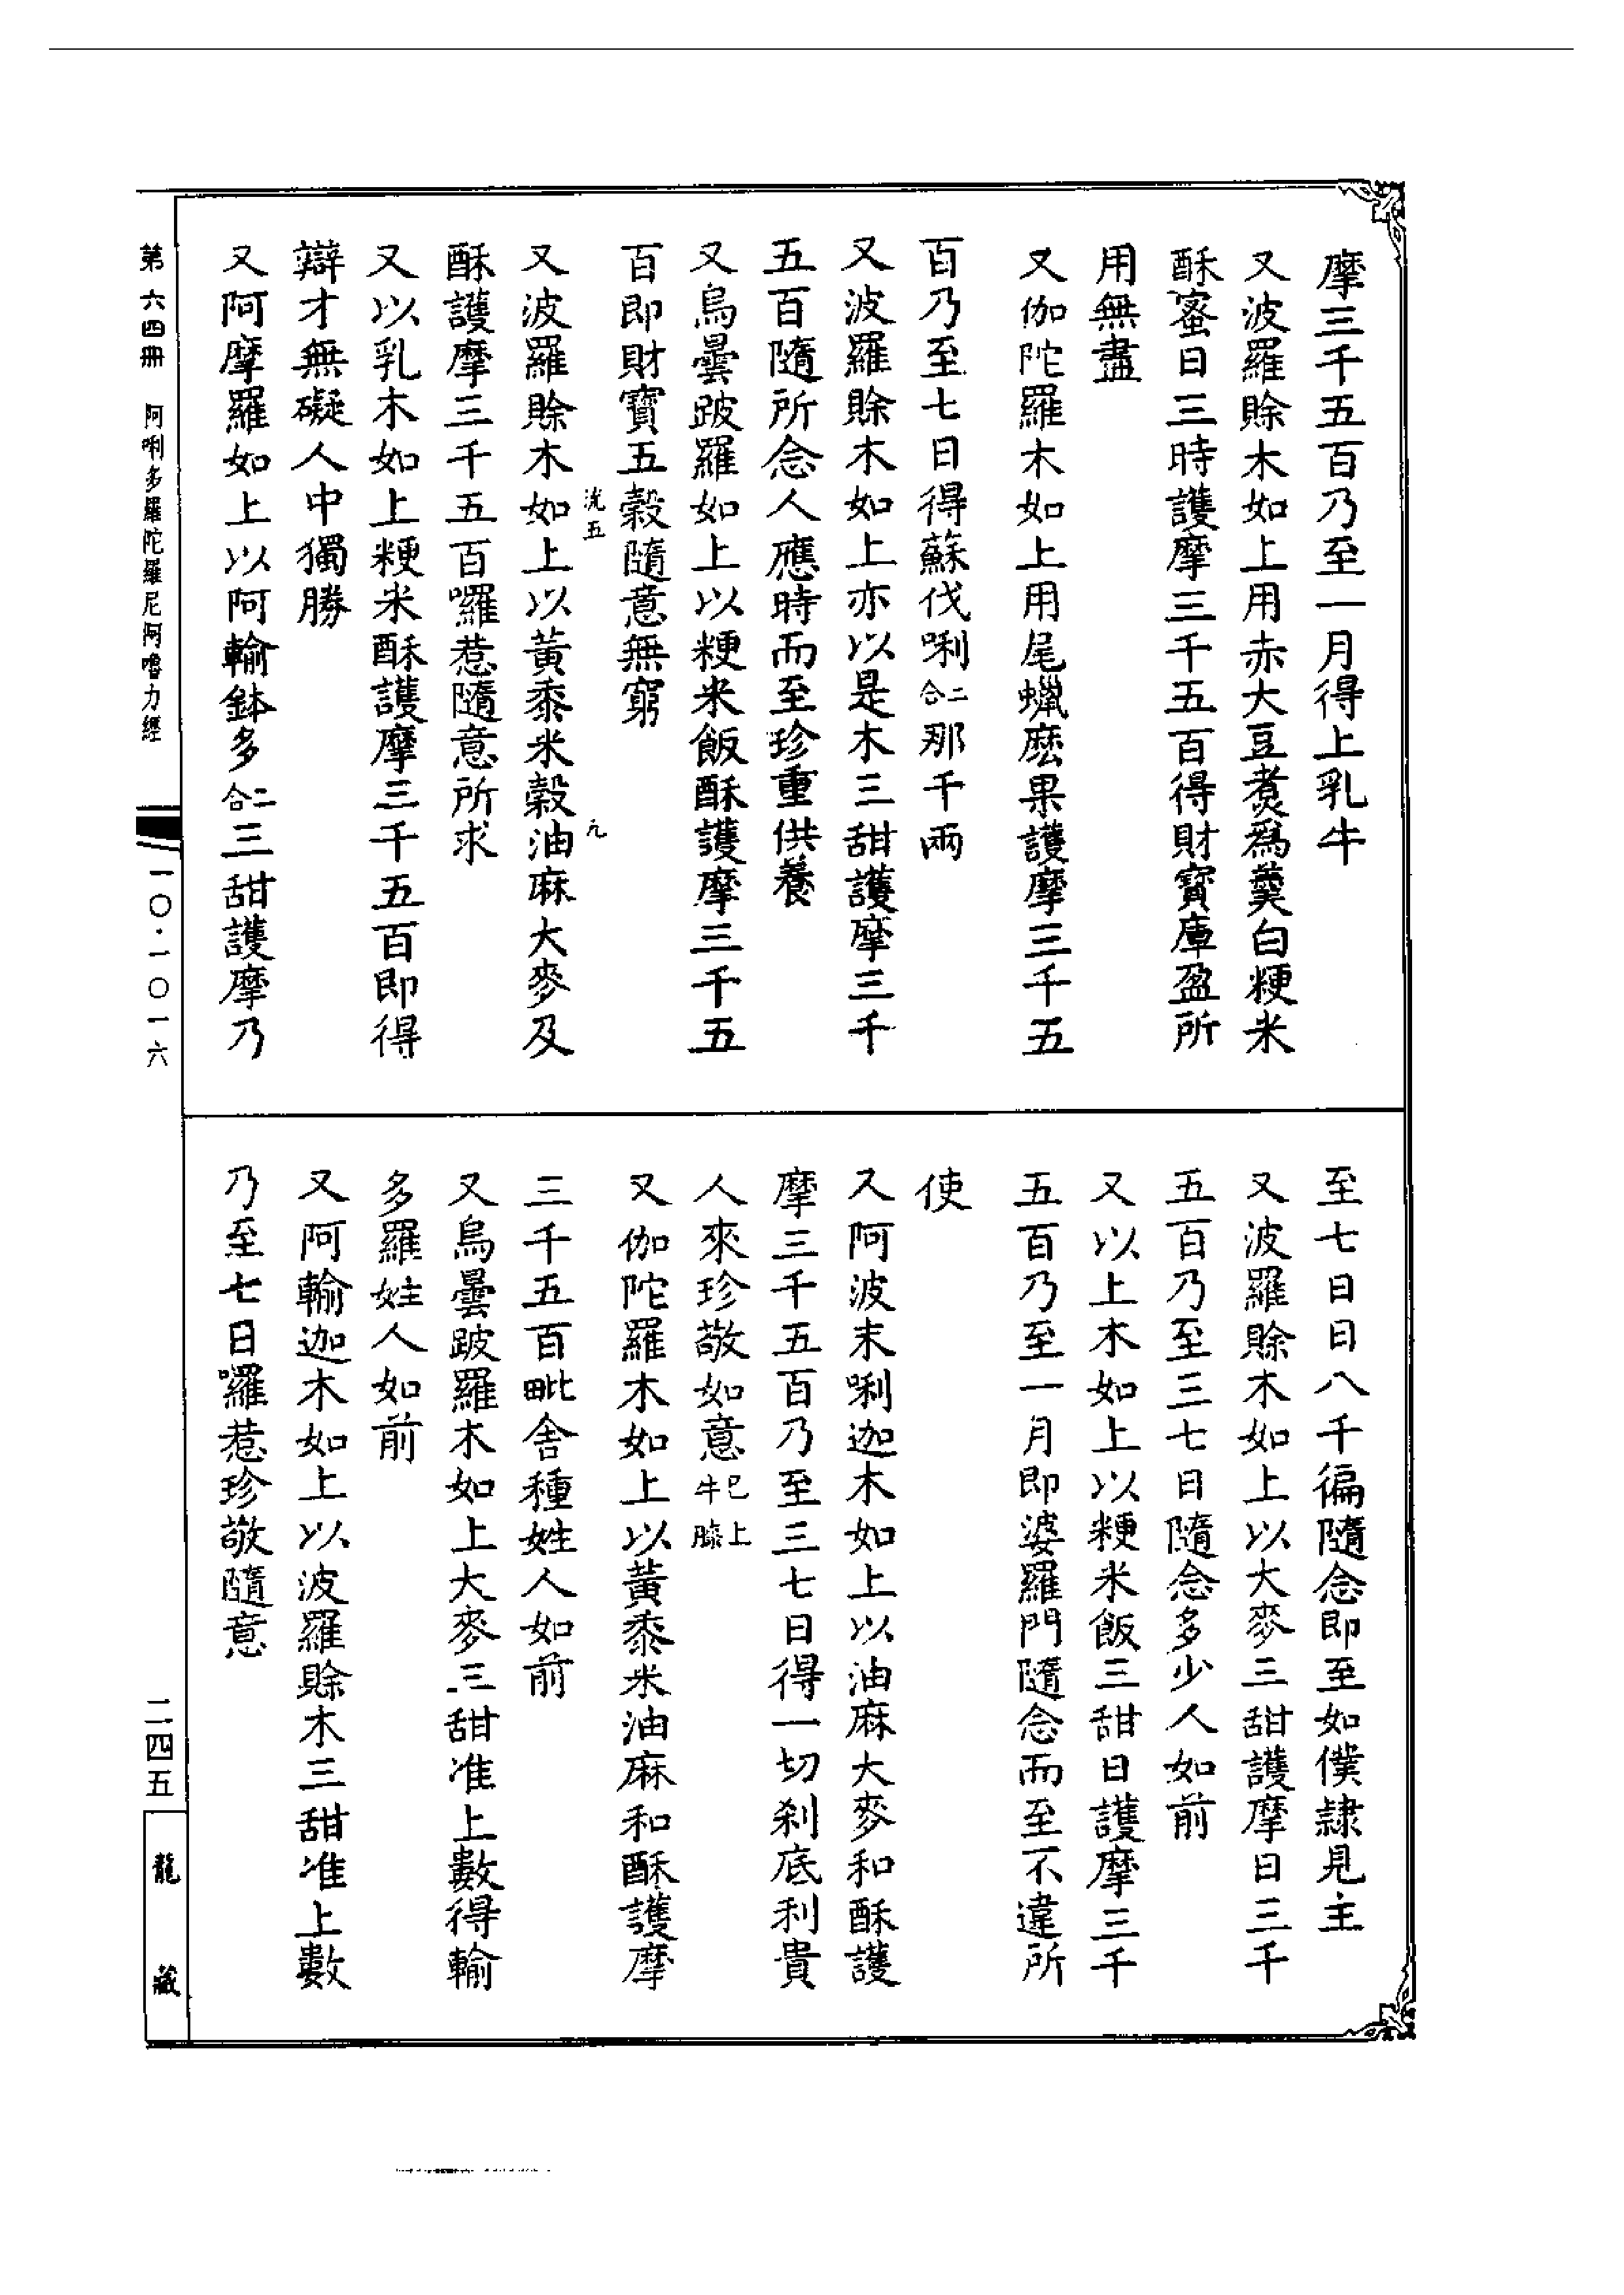 摩三千五百乃至一月得上乳牛
又波羅賒木如上用赤大豆煑爲羹白粳米
酥蜜日三時護摩三千五百得財寳庫盈所
用無盡
又伽陀羅木如上用尾蠟麽果護摩三千五
百乃至七日得蘇伐唎二合那千兩
又波羅賒木如上亦以是木三甜護摩三千
五百隨所念人應時而至珍重供養
又烏曇跛羅如上以粳米飯酥護摩三千五
百即財寳五穀隨意無窮
洸五 九
又波羅賒木如上以黃黍米穀油麻大麥及
酥護摩三千五百囉惹隨意所求
又以乳木如上粳米酥護摩三千五百即得
辯才無礙人中獨勝
又阿摩羅如上以阿輸鉢多二合三甜護摩乃
至七日日八千徧隨念即至如僕隸見主
又波羅賒木如上以大麥三甜護摩日三千
五百乃至三七日隨念多少人如前
又以上木如上以粳米飯三甜日護摩三千
五百乃至一月即婆羅門隨念而至不違所
使
又阿波末唎迦木如上以油麻大麥和酥護
摩三千五百乃至三七日得一切刹底利貴
人來珍敬如意巳上牛膝
又伽陀羅木如上以黃黍米油麻和酥護摩
三千五百毗舍種姓人如前
又烏曇跛羅木如上大麥三甜准上數得輸
多羅姓人如前
又阿輸迦木如上以波羅賒木三甜准上數
乃至七日囉惹珍敬隨意
第六四冊 阿唎多羅陀羅尼阿嚕力經
一〇·一〇一六
二四五
龍藏